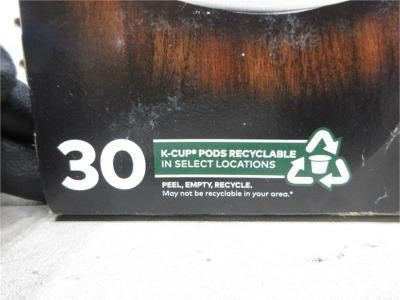 30
K-CUP® PODS RECYCLABLE
IN SELECT LOCATIONS
PEEL, EMPTY, RECYCLE.
May not be recyclable in your area.*